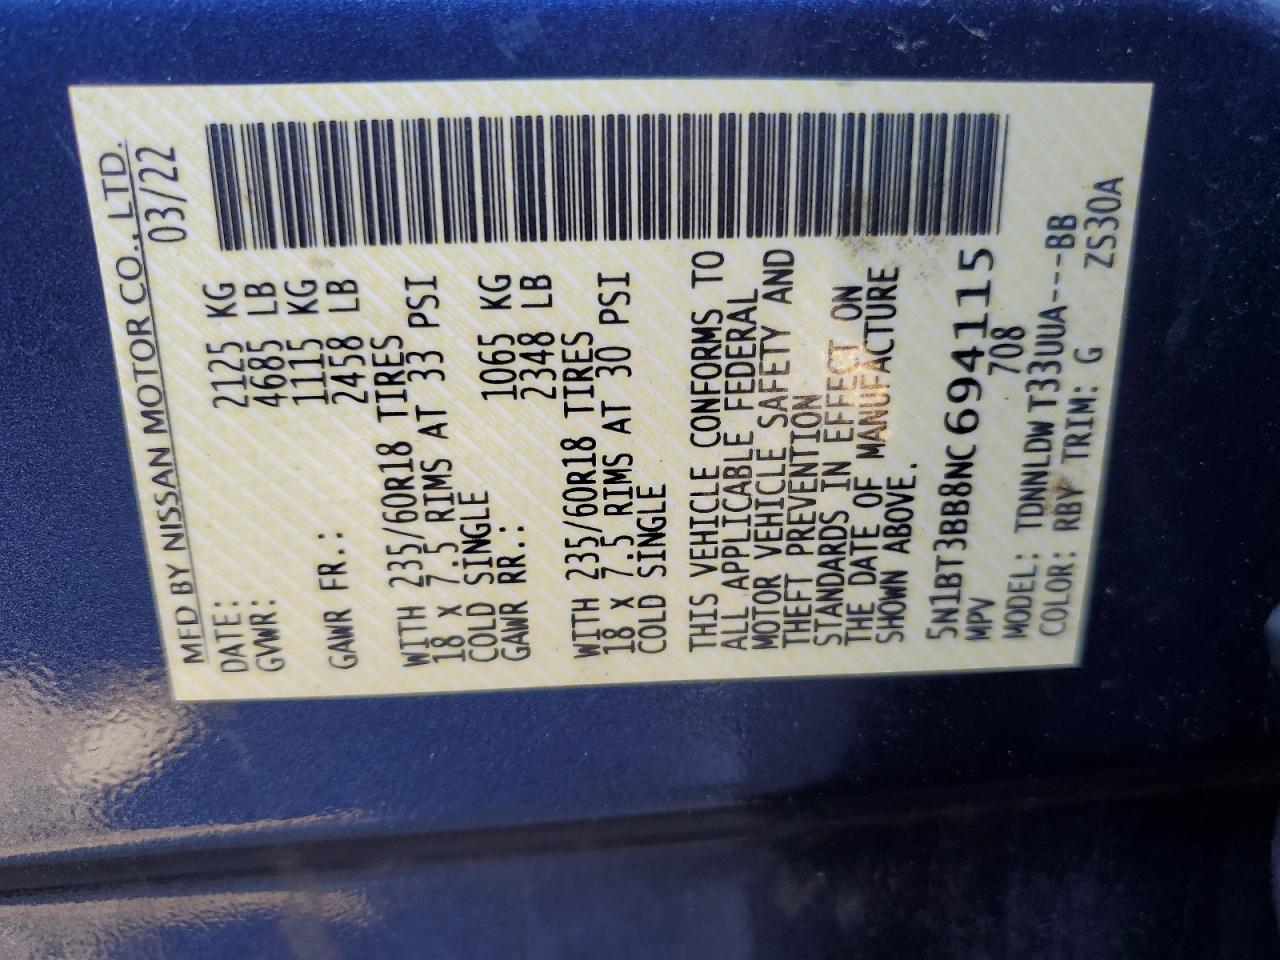 MFD BY NISSAN MOTOR CO., LTD.
DATE: 03/22
GVWR: 2125 KG
4685 LB
GAWR FR.: 1115 KG
2458 LB
WITH 235/60R18 TIRES
18 x 7.5 RIMS AT 33 PSI
COLD SINGLE
GAWR RR.: 1065 KG
2348 LB
WITH 235/60R18 TIRES
18 x 7.5 RIMS AT 30 PSI
COLD SINGLE
THIS VEHICLE CONFORMS TO
ALL APPLICABLE FEDERAL
MOTOR VEHICLE SAFETY AND
THEFT PREVENTION
STANDARDS IN EFFECT ON
THE DATE OF MANUFACTURE
SHOWN ABOVE.
5N1BT3BB8NC694115
MPV 708
MODEL: TDNNLDWT33UUA---BB
COLOR: RBY TRIM: G ZS30A